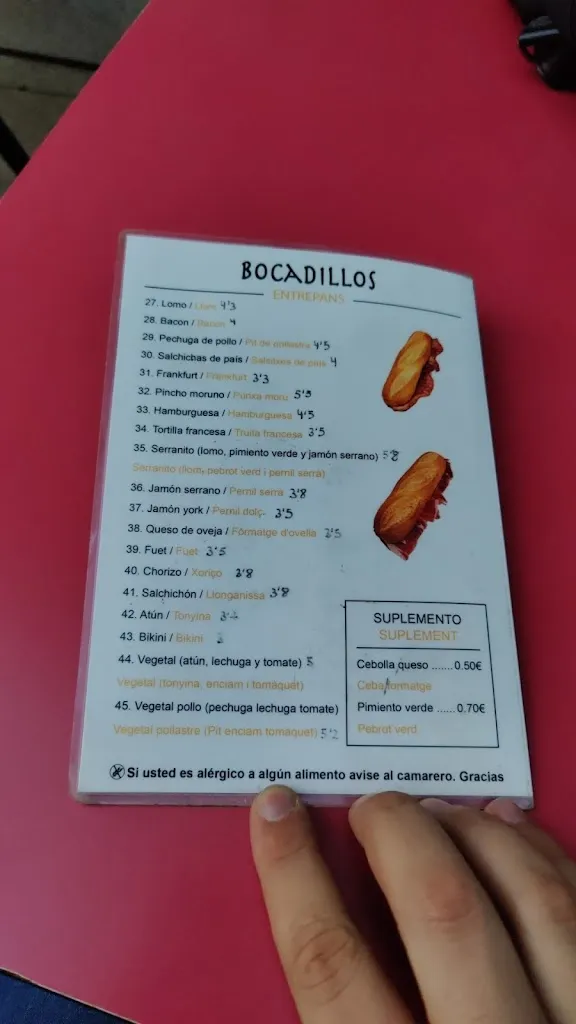 BOCADILLOS
ENTREPANS
27. Lomo / Llom 4'3
28. Bacon / Bacon 4
29. Pechuga de pollo / Pit de pollastre 4'5
30. Salchichas de país / Salsitxes de país 4
31. Frankfurt / Frankfurt 3'3
32. Pincho moruno / Punxa moru
33. Hamburguesa / Hamburguesa 4'5
34. Tortilla francesa / Truita francesa 3'5
35. Serranito (lomo, pimiento verde y jamón serrano)
Serranito (llom, pebrot verd i pernil serrà)
36. Jamón serrano / Pernil serrà 3'8
37. Jamón york / Pernil dolç 3'5
38. Queso de oveja / Formatge d'ovella
39. Fuet / Fuet 3'5
40. Chorizo / Xoriço 3'8
41. Salchichón / Llonganissa 3'8
42. Atún / Tonyina
43. Bikini / Bikini
44. Vegetal (atún, lechuga y tomate) 5
Vegetal (tonyina, enciam i tomàquet)
45. Vegetal pollo (pechuga lechuga tomate)
Vegetal pollastre (Pit enciam tomàquet) 5'2
SUPLEMENTO
SUPLEMENT
Cebolla queso ......0.50€
Ceba formatge
Pimiento verde .....0.70€
Pebrot verd
Si usted es alérgico a algún alimento avise al camarero. Gracias